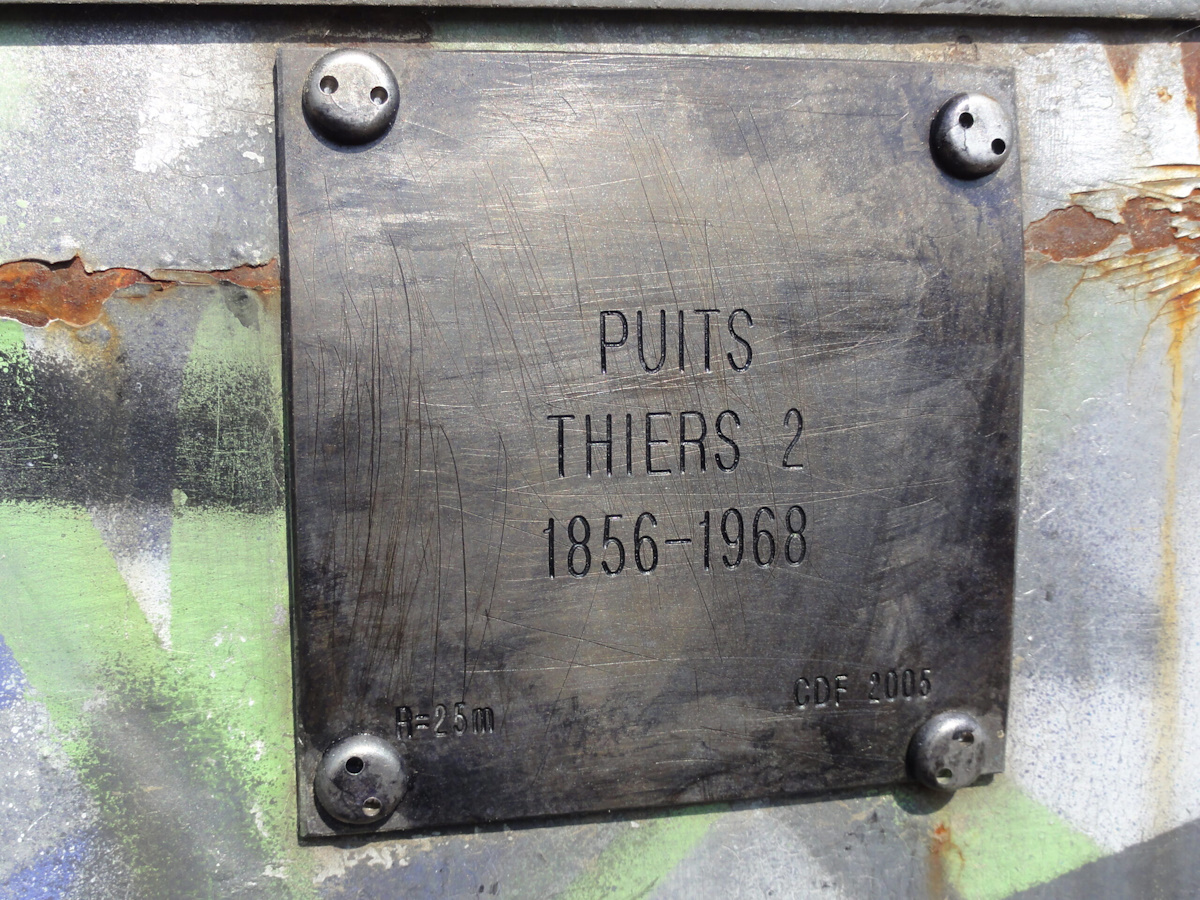 PUITS
THIERS 2
1856-1968
R=25m
CDF 2005